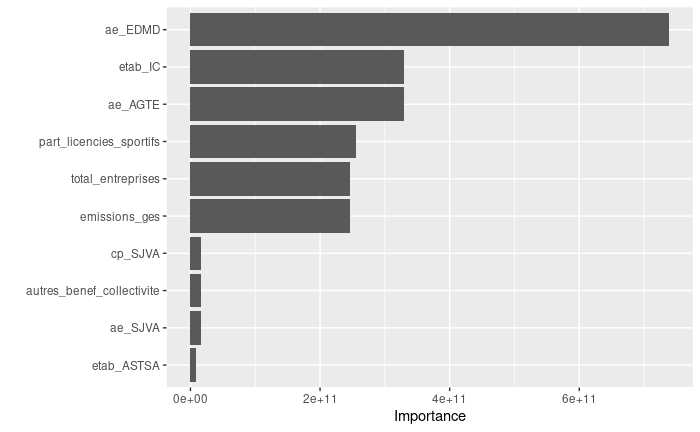 ae_EDMD
etab_IC
ae_AGTE
part_licencies_sportifs
total_entreprises
emissions_ges
cp_SJVA
autres_benef_collectivite
ae_SJVA
etab_ASTSA
0e+00 2e+11 4e+11 6e+11
Importance